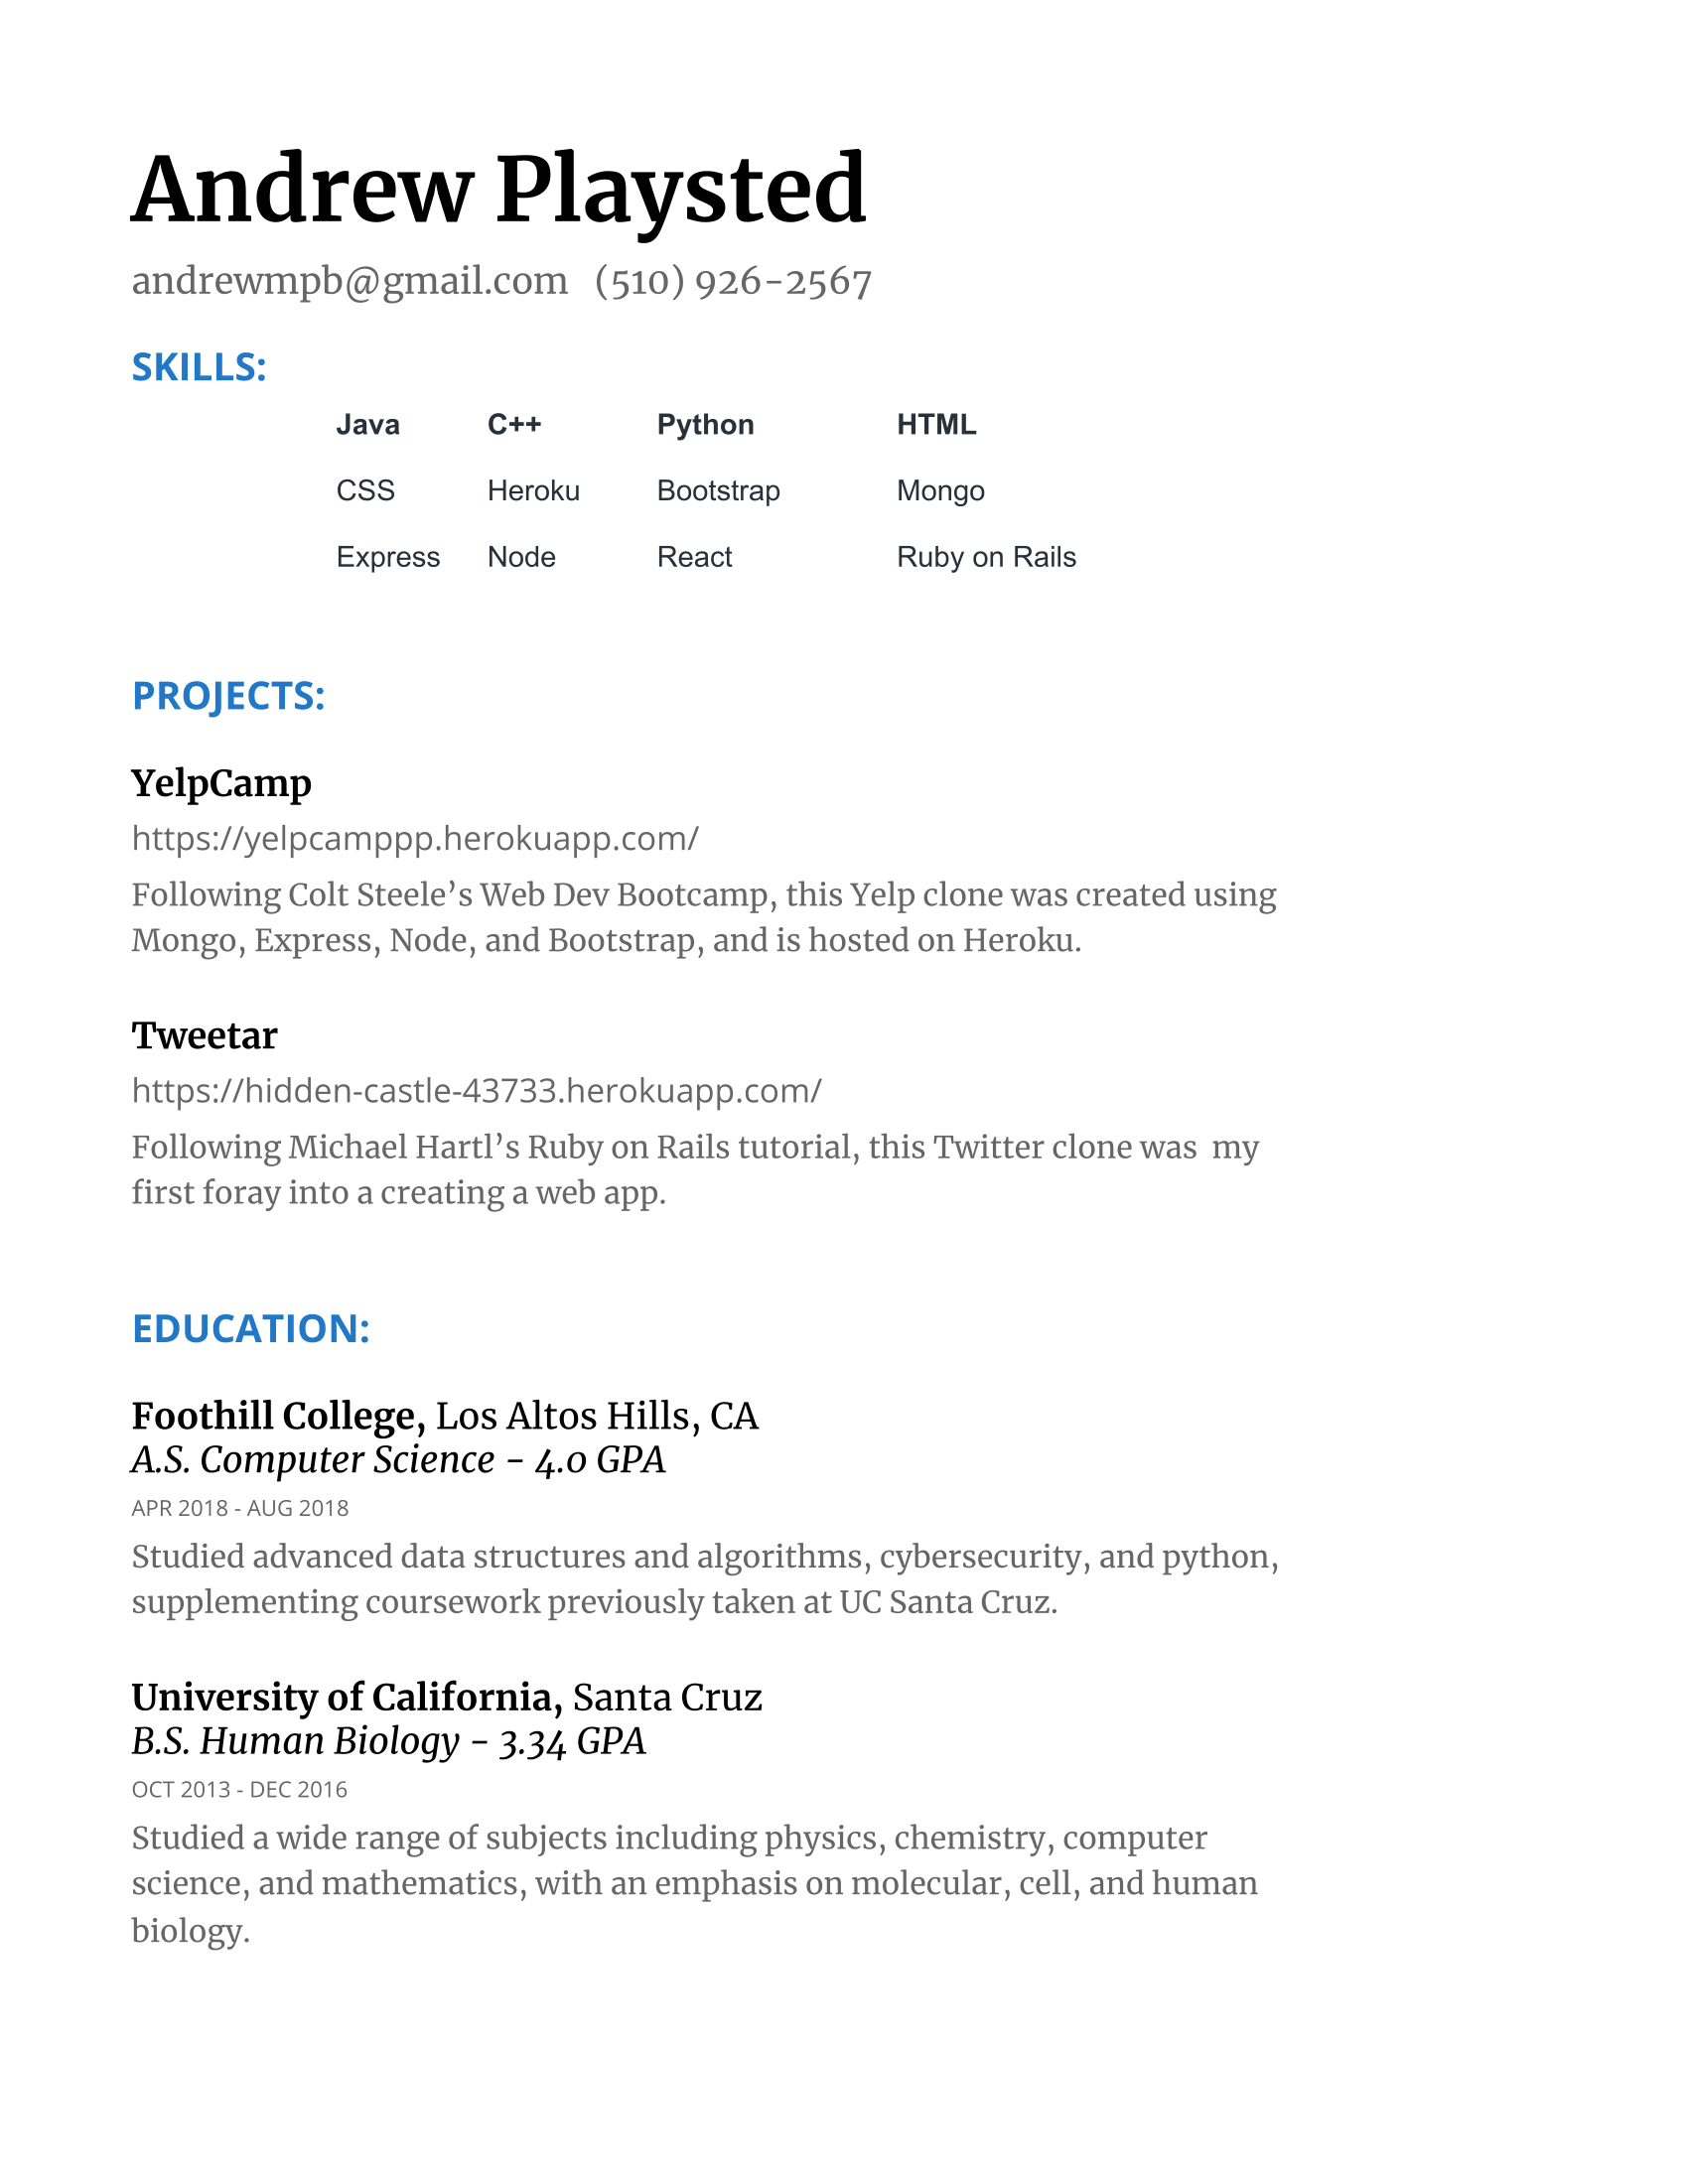 Andrew Playsted
andrewmpb@gmail.com (510) 926-2567
SKILLS:
Java C++ Python HTML
CSS Heroku Bootstrap Mongo
Express Node React Ruby on Rails
PROJECTS:
YelpCamp
https://yelpcamppp.herokuapp.com/
Following Colt Steele’s Web Dev Bootcamp, this Yelp clone was created using
Mongo, Express, Node, and Bootstrap, and is hosted on Heroku.
Tweetar
https://hidden-castle-43733.herokuapp.com/
Following Michael Hartl’s Ruby on Rails tutorial, this Twitter clone was  my
first foray into a creating a web app.
EDUCATION:
Foothill College, Los Altos Hills, CA
A.S. Computer Science - 4.0 GPA
APR 2018 - AUG 2018
Studied advanced data structures and algorithms, cybersecurity, and python,
supplementing coursework previously taken at UC Santa Cruz.
University of California, Santa Cruz
B.S. Human Biology - 3.34 GPA
OCT 2013 - DEC 2016
Studied a wide range of subjects including physics, chemistry, computer
science, and mathematics, with an emphasis on molecular, cell, and human
biology.